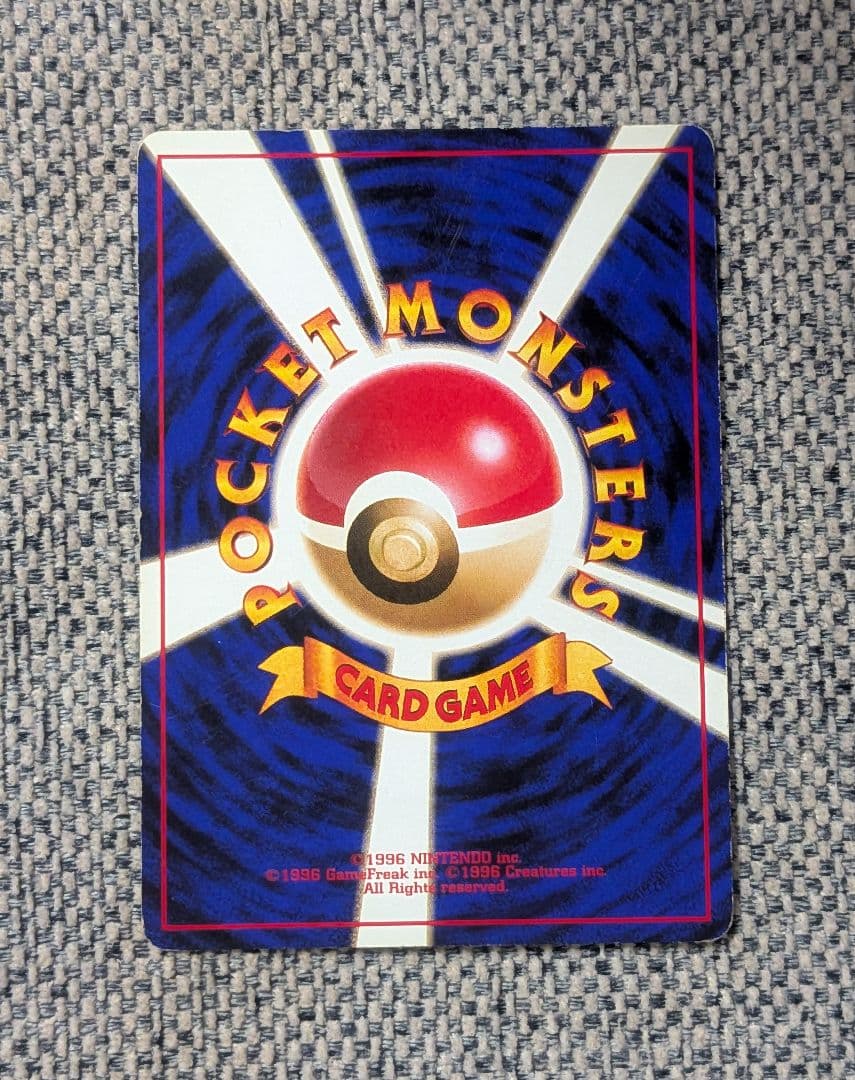 POCKET MONSTERS
CARD GAME
©1996 NINTENDO inc.
©1996 GameFreak inc. ©1996 Creatures inc.
All Rights reserved.